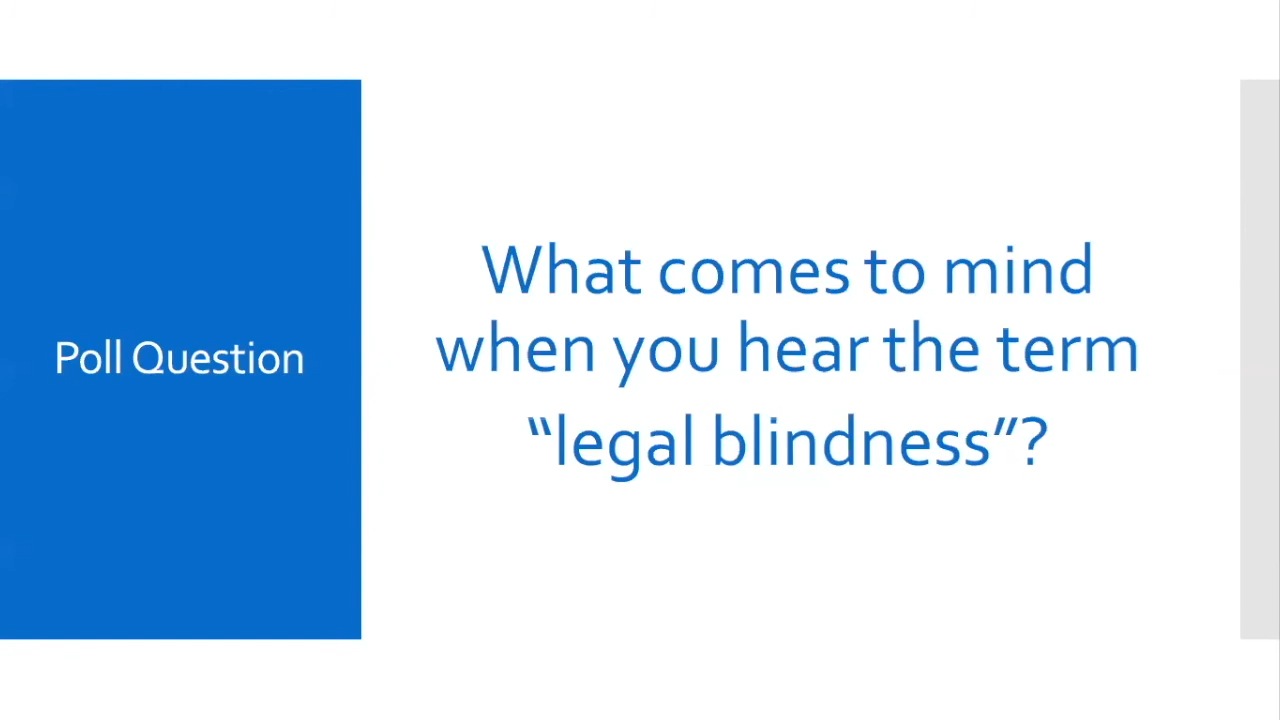 Poll Question
What comes to mind
when you hear the term
“legal blindness”?